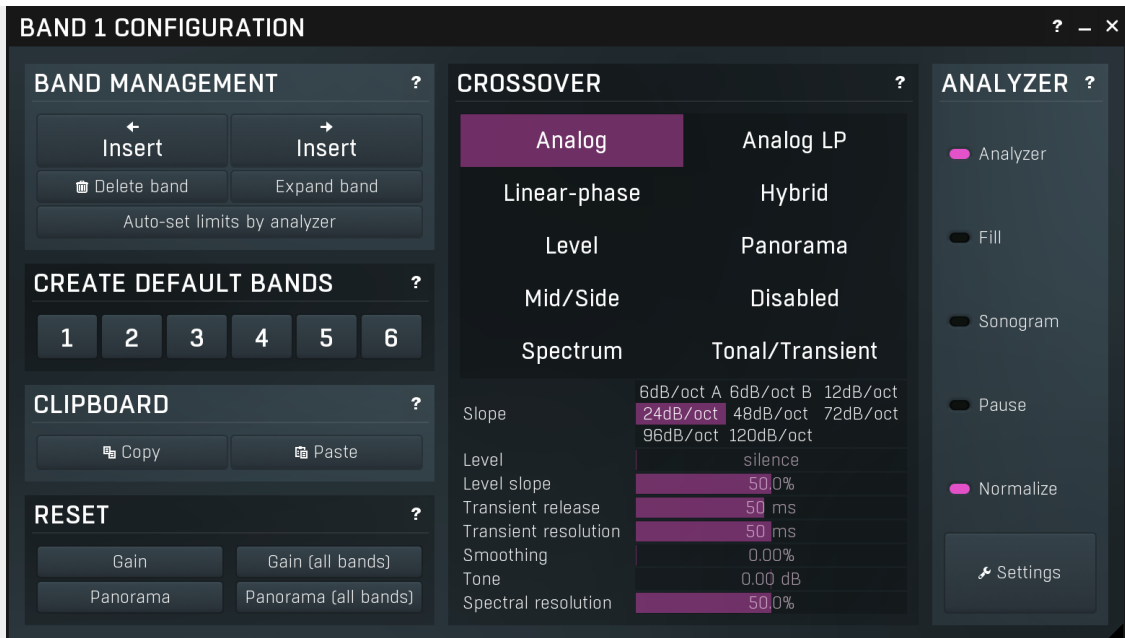 BAND 1 CONFIGURATION ?
BAND MANAGEMENT ?
Insert Insert
Delete band Expand band
Auto-set limits by analyzer
CREATE DEFAULT BANDS ?
1 2 3 4 5 6
CLIPBOARD ?
Copy Paste
RESET ?
Gain Gain (all bands)
Panorama Panorama (all bands)
CROSSOVER ?
Analog Analog LP
Linear-phase Hybrid
Level Panorama
Mid/Side Disabled
Spectrum Tonal/Transient
6dB/oct A 6dB/oct B 12dB/oct
Slope 24dB/oct 48dB/oct 72dB/oct
96dB/oct 120dB/oct
Level silence
Level slope 50.0%
Transient release 50 ms
Transient resolution 50 ms
Smoothing 0.00%
Tone 0.00 dB
Spectral resolution 50.0%
ANALYZER ?
Analyzer
Fill
Sonogram
Pause
Normalize
Settings